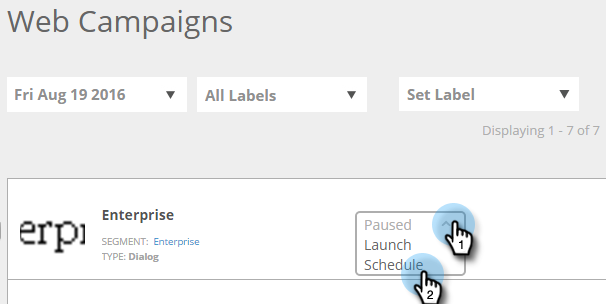 Web Campaigns
Fri Aug 19 2016 All Labels Set Label
Displaying 1 - 7 of 7
Enterprise
SEGMENT: Enterprise
TYPE: Dialog
Paused
Launch
Schedule
1
2